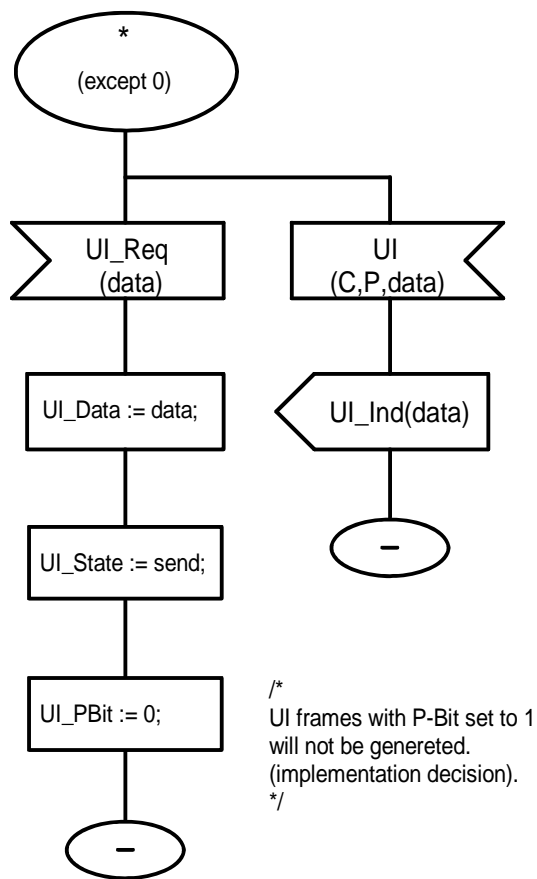 *
(except 0)
UI_Req
(data)
UI
(C,P,data)
UI_Data := data;
UI_Ind(data)
UI_State := send;
–
UI_PBit := 0;
/*
UI frames with P-Bit set to 1
will not be genereted.
(implementation decision).
*/
–